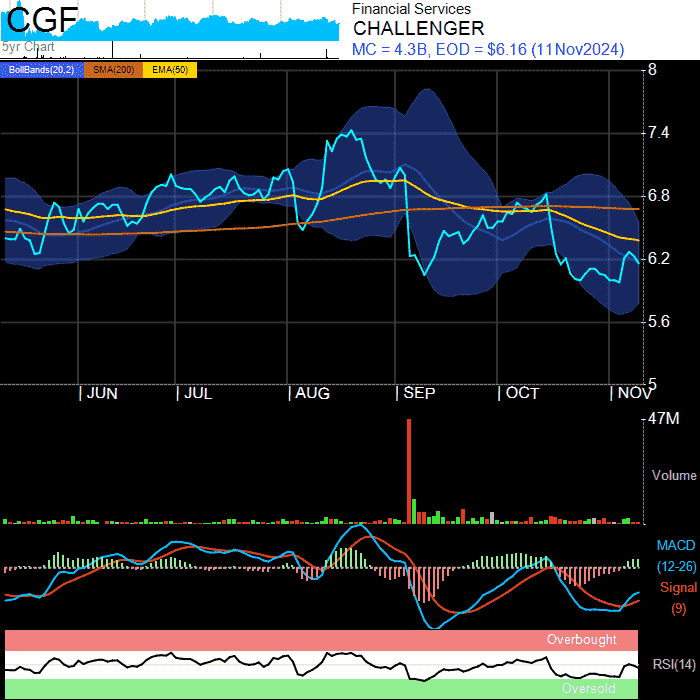 CGF
5yr Chart
Financial Services
CHALLENGER
MC = 4.3B, EOD = $6.16 (11Nov2024)
BollBands(20,2) SMA(200) EMA(50)
8
7.4
6.8
6.2
5.6
5
JUN JUL AUG SEP OCT NOV
47M
Volume
MACD
(12-26)
Signal
(9)
Overbought
RSI(14)
Oversold